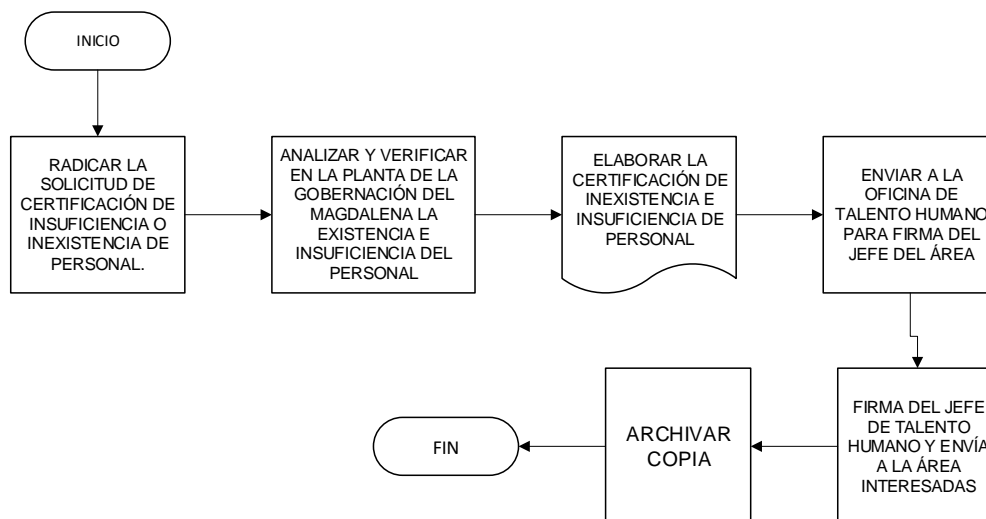 INICIO
RADICAR LA
SOLICITUD DE
CERTIFICACIÓN DE
INSUFICIENCIA O
INEXISTENCIA DE
PERSONAL.
ANALIZAR Y VERIFICAR
EN LA PLANTA DE LA
GOBERNACIÓN DEL
MAGDALENA LA
EXISTENCIA E
INSUFICIENCIA DEL
PERSONAL
ELABORAR LA
CERTIFICACIÓN DE
INEXISTENCIA E
INSUFICIENCIA DE
PERSONAL
ENVIAR A LA
OFICINA DE
TALENTO HUMANO
PARA FIRMA DEL
JEFE DEL ÁREA
FIRMA DEL JEFE
DE TALENTO
HUMANO Y ENVÍA
A LA ÁREA
INTERESADAS
ARCHIVAR
COPIA
FIN